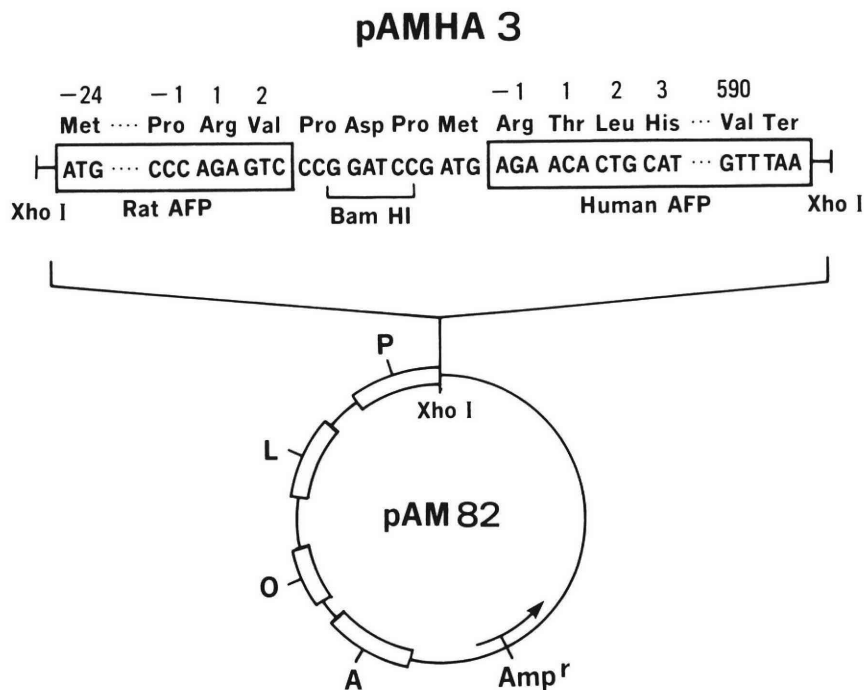 pAMHA 3
−24 −1 1 2 −1 1 2 3 590
Met ···· Pro Arg Val Pro Asp Pro Met Arg Thr Leu His ··· Val Ter
ATG ···· CCC AGA GTC CCG GAT CCG ATG AGA ACA CTG CAT ··· GTT TAA
Xho I Rat AFP Bam HI Human AFP Xho I
P
Xho I
L
pAM 82
O
A
Amp r